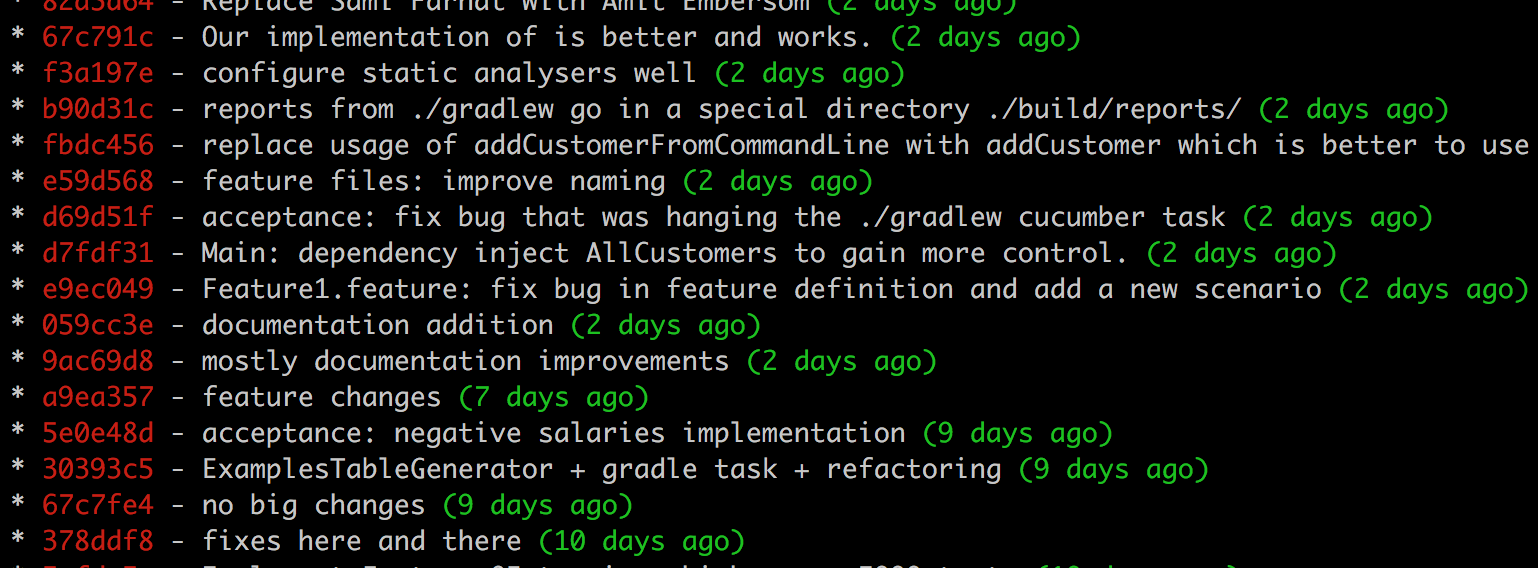 * 82d5d64 - Replace Sami Farhat with Amit Embersom (2 days ago)
* 67c791c - Our implementation of is better and works. (2 days ago)
* f3a197e - configure static analysers well (2 days ago)
* b90d31c - reports from ./gradlew go in a special directory ./build/reports/ (2 days ago)
* fbdc456 - replace usage of addCustomerFromCommandLine with addCustomer which is better to use
* e59d568 - feature files: improve naming (2 days ago)
* d69d51f - acceptance: fix bug that was hanging the ./gradlew cucumber task (2 days ago)
* d7fdf31 - Main: dependency inject AllCustomers to gain more control. (2 days ago)
* e9ec049 - Feature1.feature: fix bug in feature definition and add a new scenario (2 days ago)
* 059cc3e - documentation addition (2 days ago)
* 9ac69d8 - mostly documentation improvements (2 days ago)
* a9ea357 - feature changes (7 days ago)
* 5e0e48d - acceptance: negative salaries implementation (9 days ago)
* 30393c5 - ExamplesTableGenerator + gradle task + refactoring (9 days ago)
* 67c7fe4 - no big changes (9 days ago)
* 378ddf8 - fixes here and there (10 days ago)